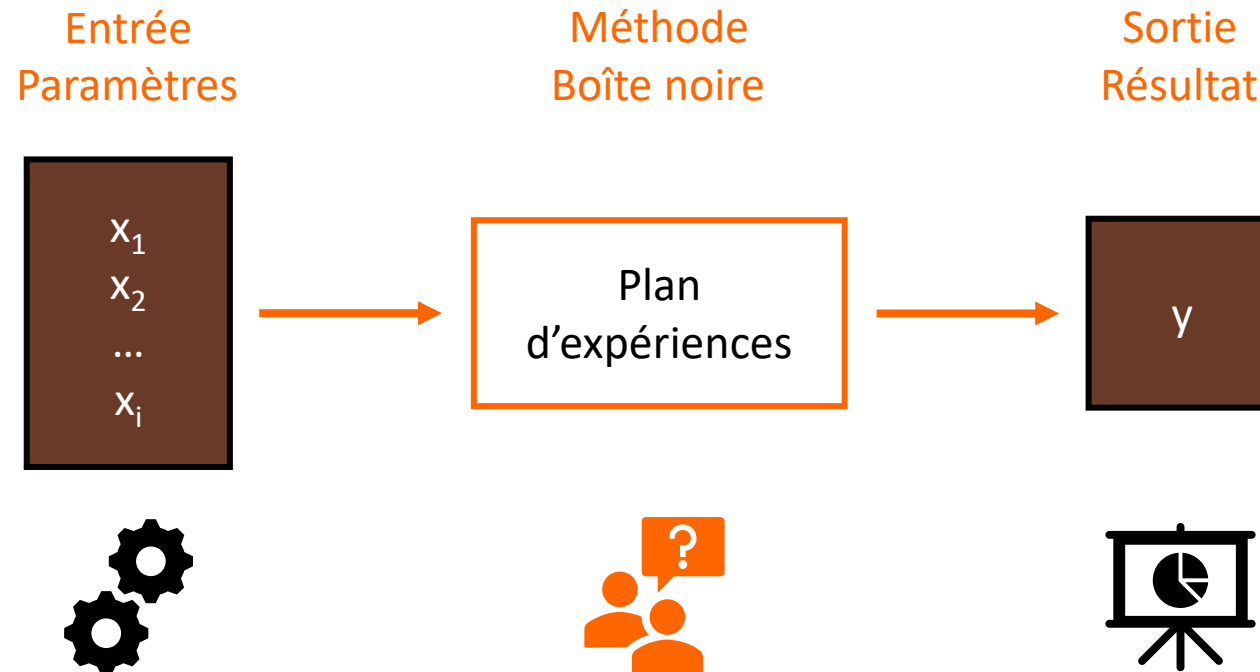 Entrée
Paramètres
Méthode
Boîte noire
Sortie
Résultat
x₁
x₂
...
xᵢ
Plan
d’expériences
y
?